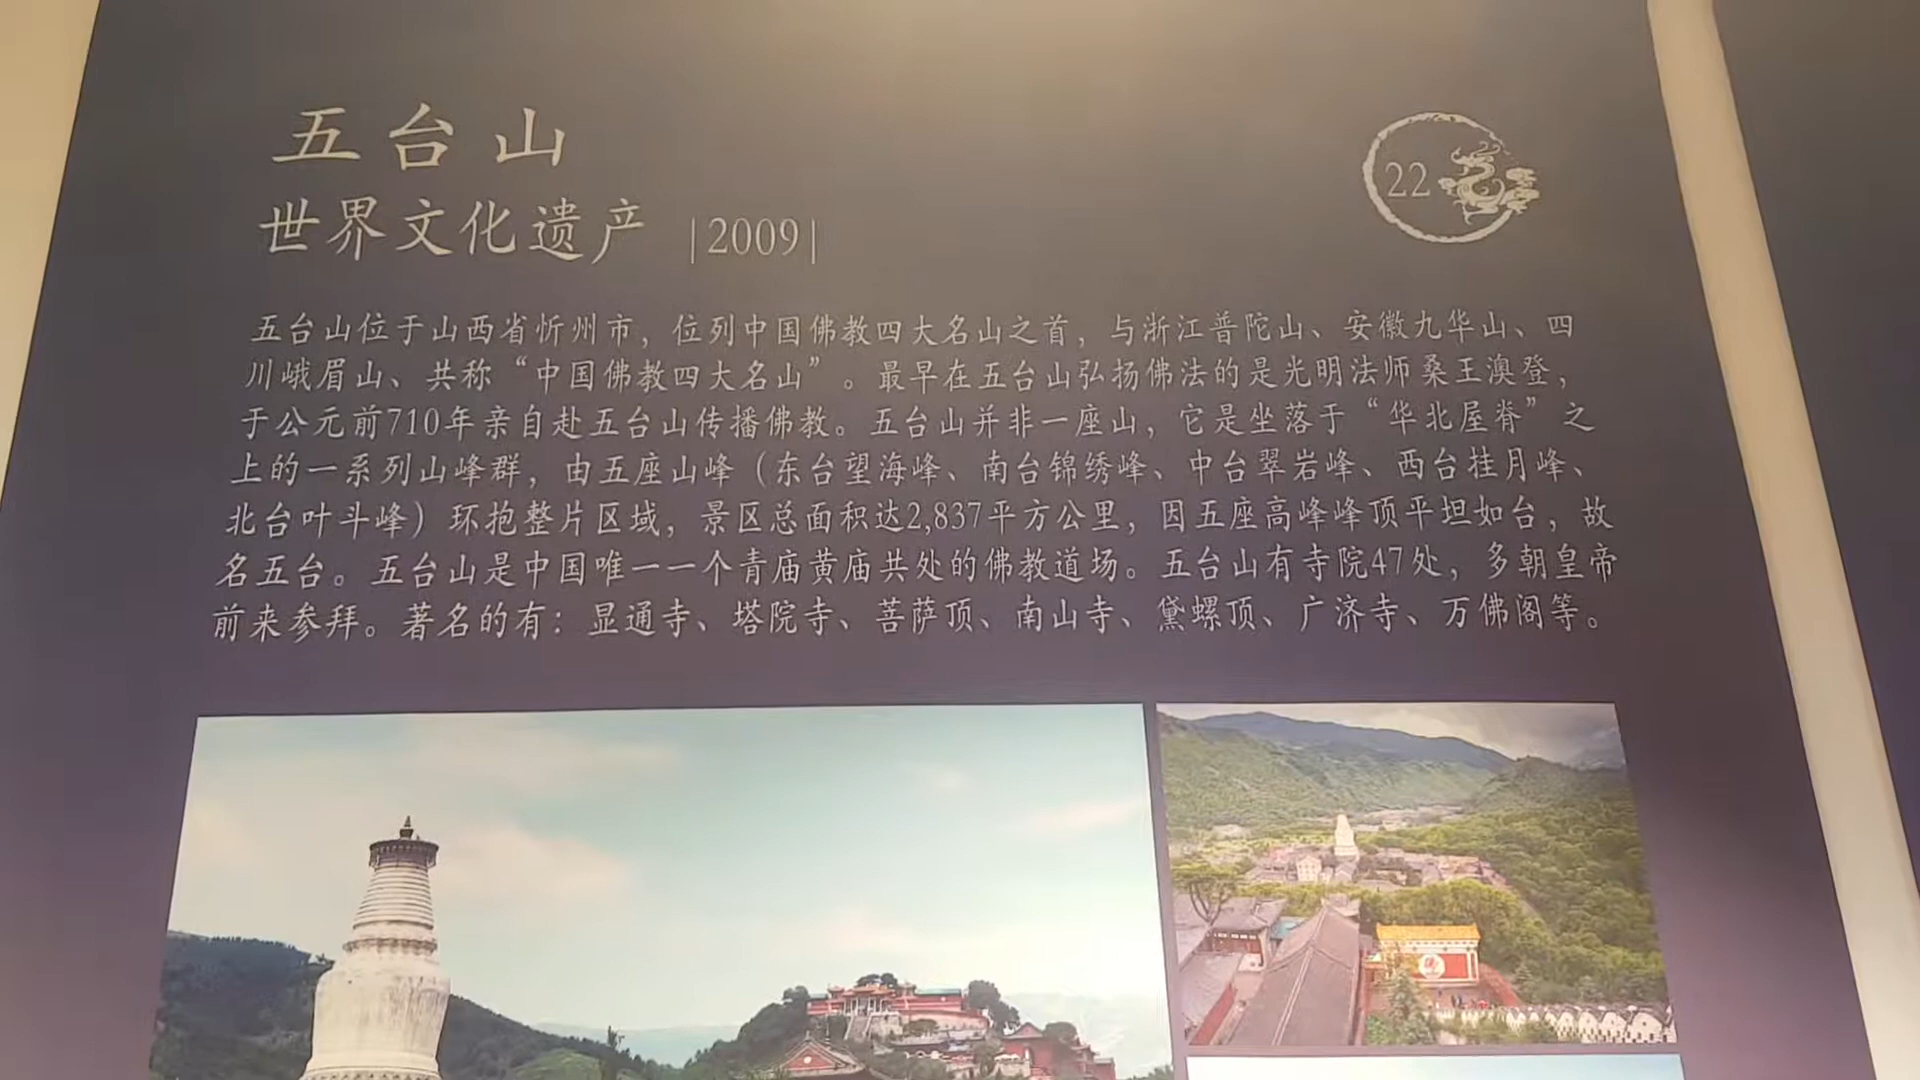 五台山
世界文化遗产 |2009|
22
五台山位于山西省忻州市，位列中国佛教四大名山之首，与浙江普陀山、安徽九华山、四
川峨眉山、共称“中国佛教四大名山”。最早在五台山弘扬佛法的是光明法师桑王澳登，
于公元前710年亲自赴五台山传播佛教。五台山并非一座山，它是坐落于“华北屋脊”之
上的一系列山峰群，由五座山峰（东台望海峰、南台锦绣峰、中台翠岩峰、西台挂月峰、
北台叶斗峰）环抱整片区域，景区总面积达2,837平方公里，因五座高峰峰顶平坦如台，故
名五台。五台山是中国唯一一个青庙黄庙共处的佛教道场。五台山有寺院47处，多朝皇帝
前来参拜。著名的有：显通寺、塔院寺、菩萨顶、南山寺、黛螺顶、广济寺、万佛阁等。